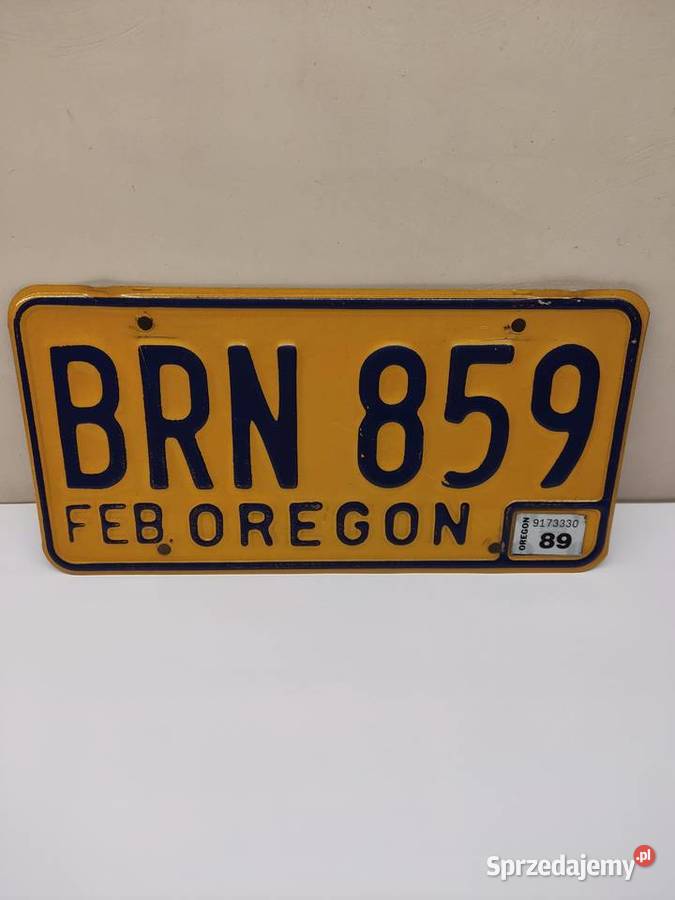 BRN 859
FEB. OREGON
OREGON
9173330
89
Sprzedajemy.pl